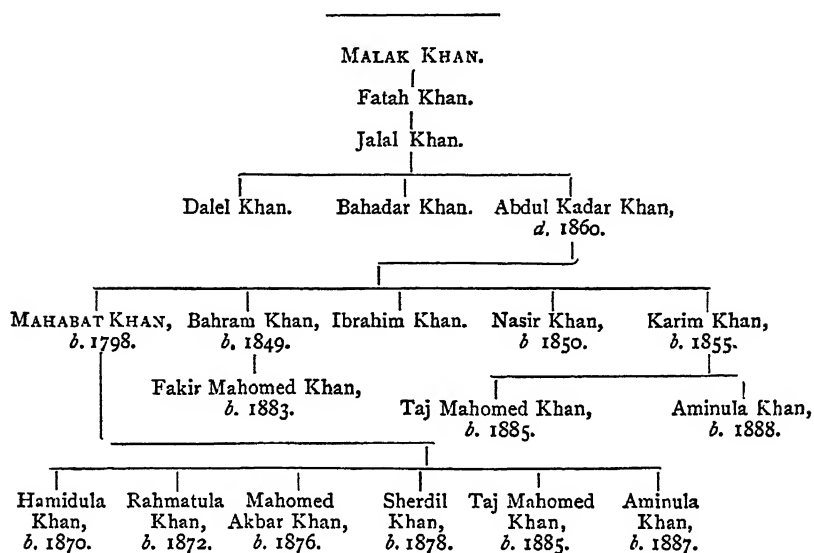 MALAK KHAN.
Fatah Khan.
Jalal Khan.
Dalel Khan. Bahadar Khan. Abdul Kadar Khan,
d. 1860.
MAHABAT KHAN, Bahram Khan, Ibrahim Khan. Nasir Khan, Karim Khan,
b. 1798. b. 1849. b 1850. b. 1855.
Fakir Mahomed Khan,
b. 1883.
Taj Mahomed Khan, Aminula Khan,
b. 1885. b. 1888.
Hamidula Rahmatula Mahomed Sherdil Taj Mahomed Aminula
Khan, Khan, Akbar Khan, Khan, Khan, Khan,
b. 1870. b. 1872. b. 1876. b. 1878. b. 1885. b. 1887.